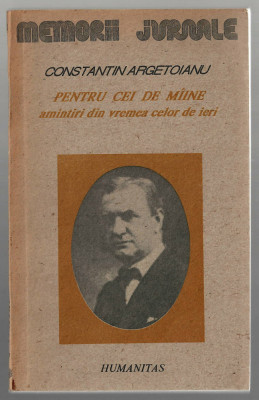 MEMORII JURNALE
CONSTANTIN ARGETOIANU
PENTRU CEI DE MÎINE
amintiri din vremea celor de ieri
HUMANITAS